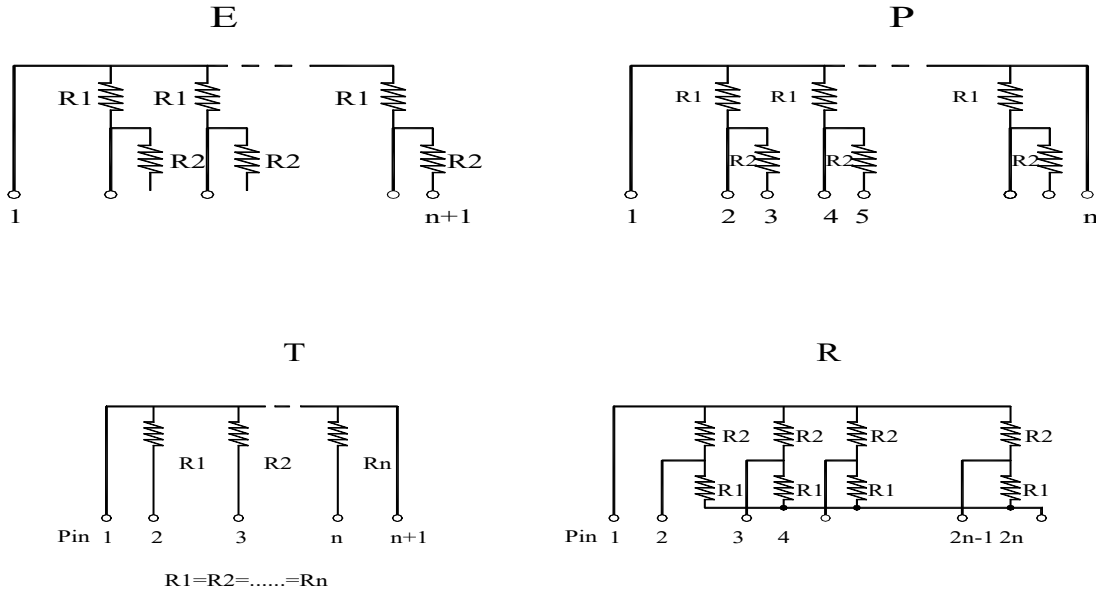 E
P
R1 R1 R1
R2 R2 R2
1 n+1
R1 R1 R1
R2 R2 R2
1 2 3 4 5 n
T
R
R1 R2 Rn
Pin 1 2 3 n n+1
R1=R2=......=Rn
R2 R2 R2 R2
R1 R1 R1 R1
Pin 1 2 3 4 2n-1 2n